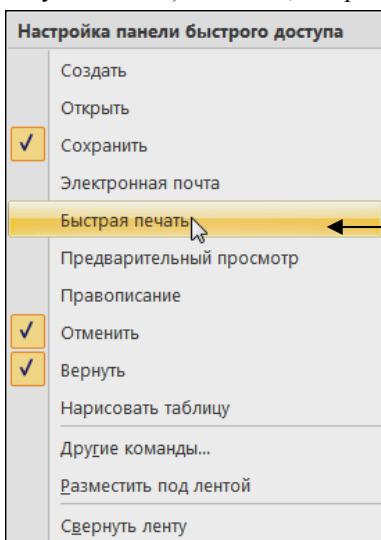 Настройка панели быстрого доступа
Создать
Открыть
Сохранить
Электронная почта
Быстрая печать
Предварительный просмотр
Правописание
Отменить
Вернуть
Нарисовать таблицу
Другие команды...
Разместить под лентой
Свернуть ленту